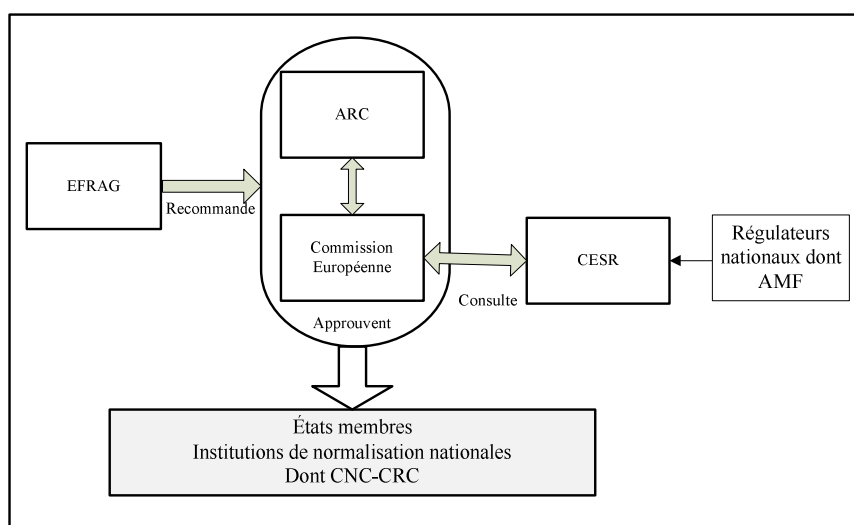 ARC
EFRAG
Recommande
Commission
Européenne
Approuvent
Consulte
CESR
Régulateurs
nationaux dont
AMF
États membres
Institutions de normalisation nationales
Dont CNC-CRC